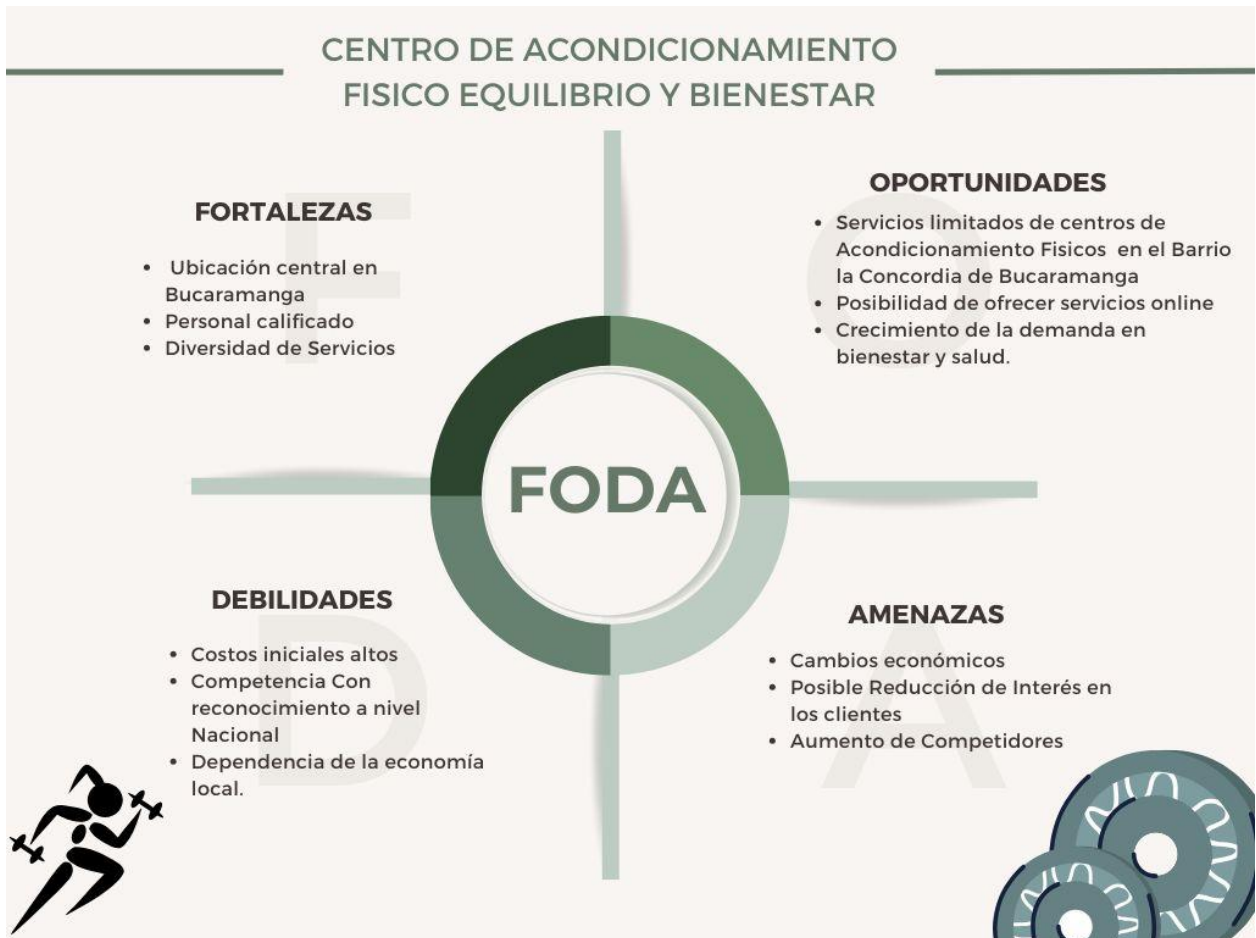 CENTRO DE ACONDICIONAMIENTO
FISICO EQUILIBRIO Y BIENESTAR
F
FORTALEZAS
• Ubicación central en
Bucaramanga
• Personal calificado
• Diversidad de Servicios
O
OPORTUNIDADES
• Servicios limitados de centros de
Acondicionamiento Fisicos en el Barrio
la Concordia de Bucaramanga
• Posibilidad de ofrecer servicios online
• Crecimiento de la demanda en
bienestar y salud.
FODA
D
DEBILIDADES
• Costos iniciales altos
• Competencia Con
reconocimiento a nivel
Nacional
• Dependencia de la economía
local.
A
AMENAZAS
• Cambios económicos
• Posible Reducción de Interés en
los clientes
• Aumento de Competidores